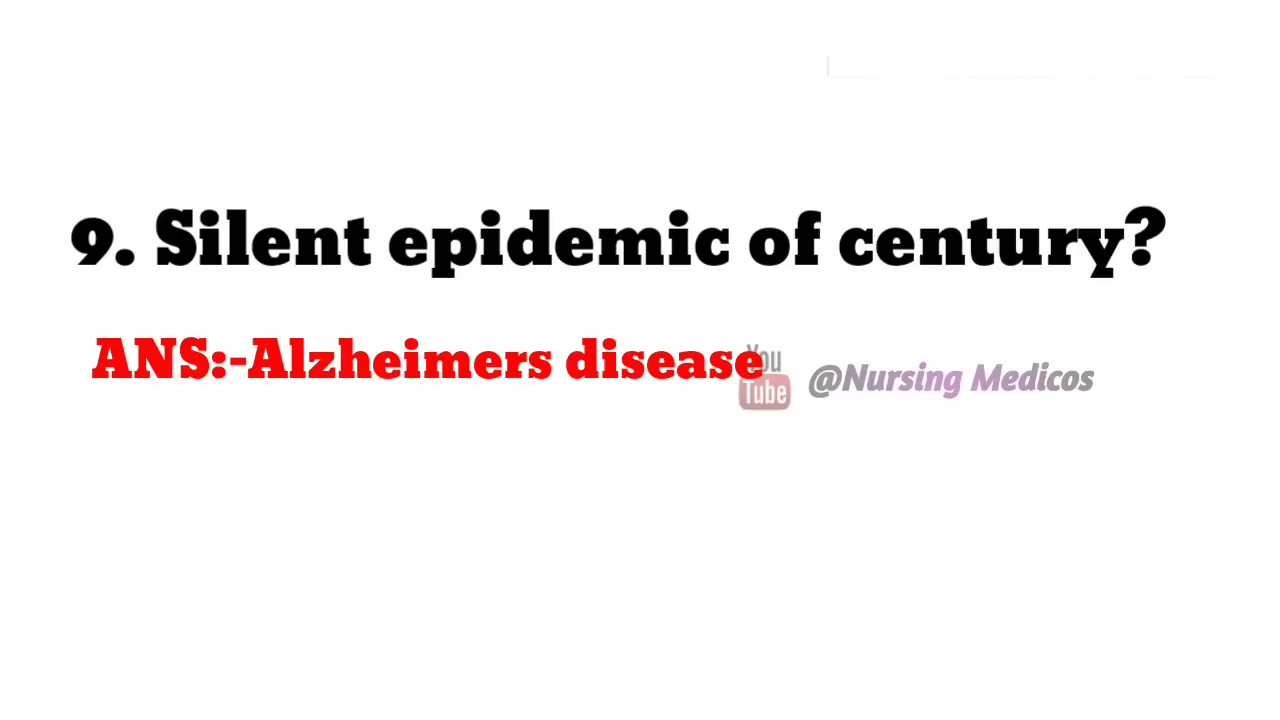 9. Silent epidemic of century?
ANS:-Alzheimers disease
You
Tube
@Nursing Medicos